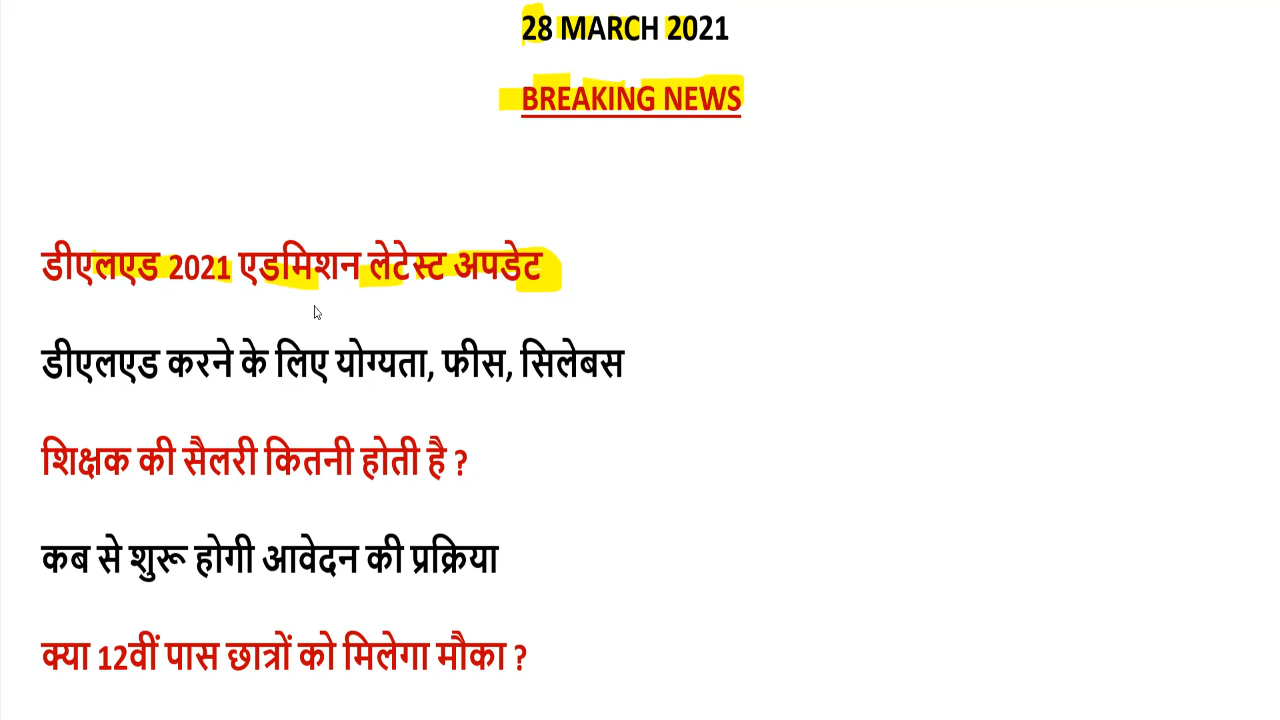 28 MARCH 2021
BREAKING NEWS
डीएलएड 2021 एडमिशन लेटेस्ट अपडेट
डीएलएड करने के लिए योग्यता, फीस, सिलेबस
शिक्षक की सैलरी कितनी होती है ?
कब से शुरू होगी आवेदन की प्रक्रिया
क्या 12वीं पास छात्रों को मिलेगा मौका ?